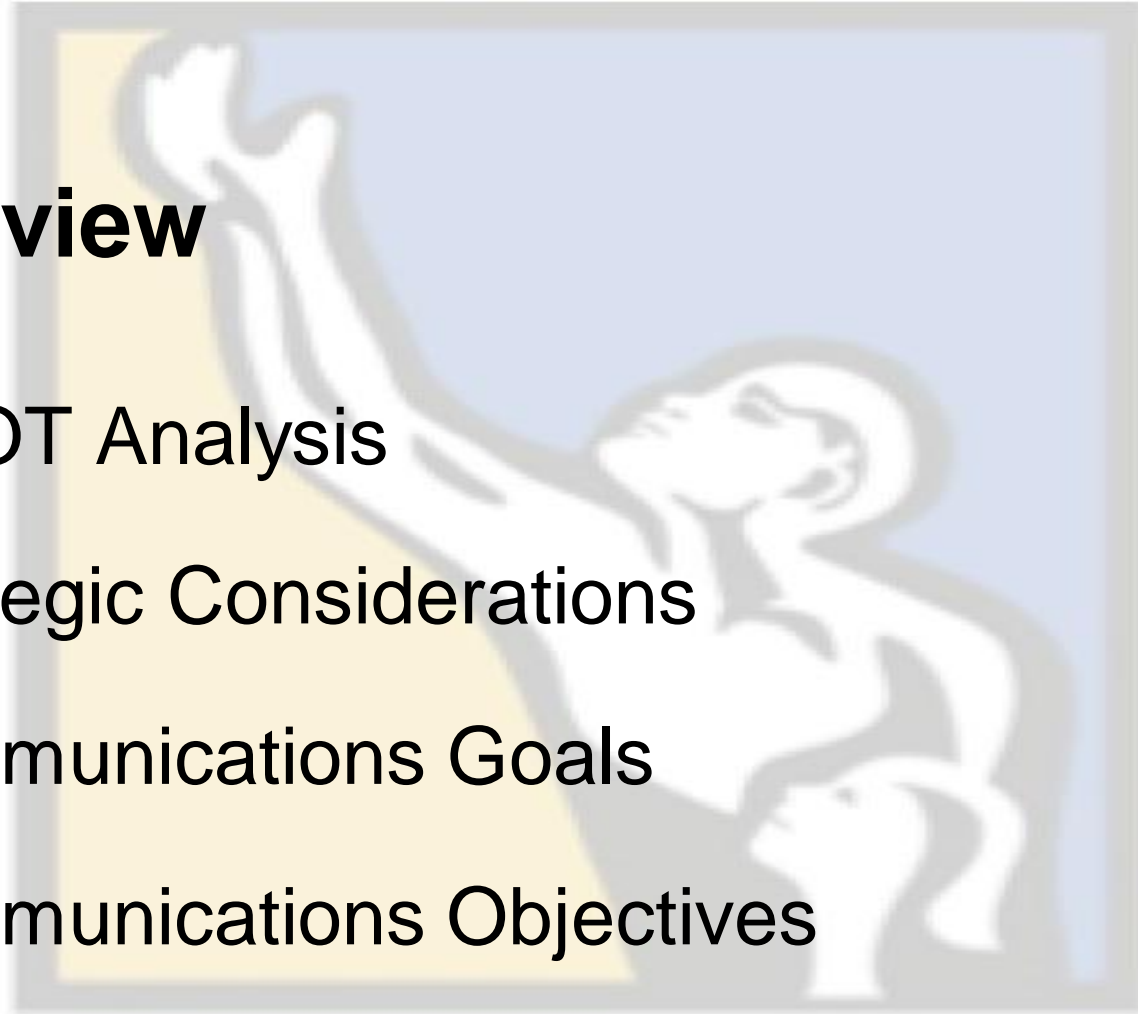 view
OT Analysis
egic Considerations
munications Goals
munications Objectives